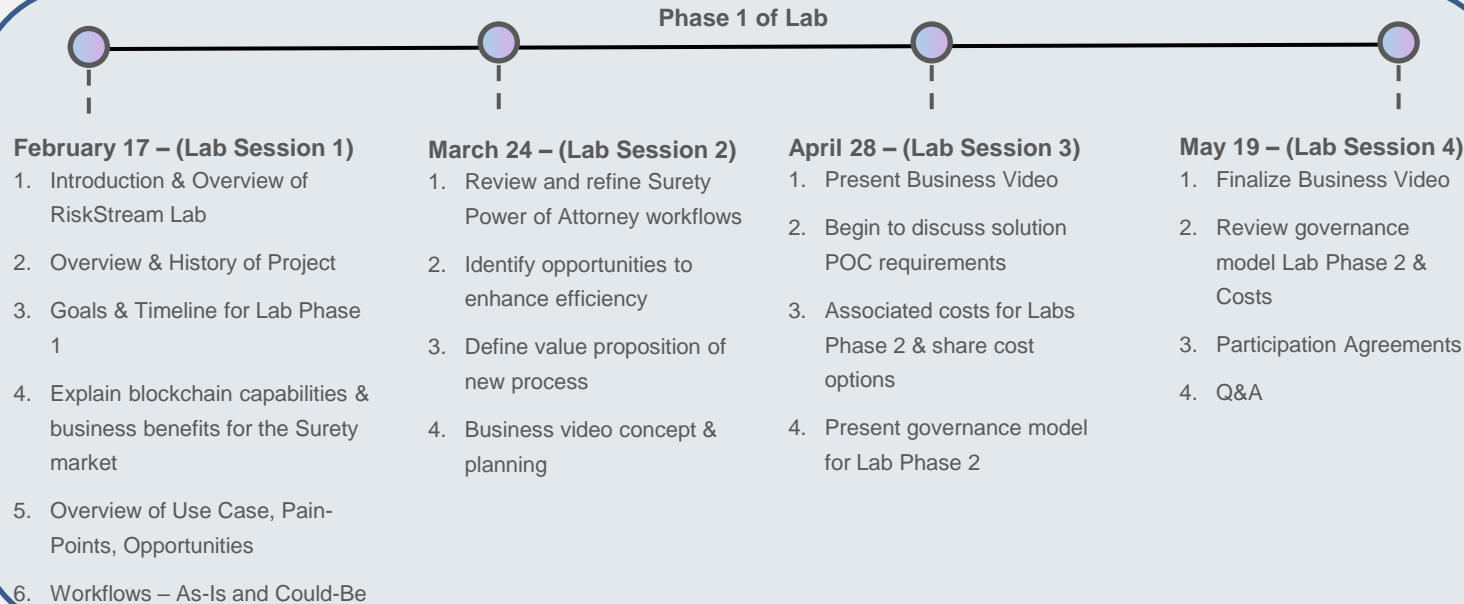 Phase 1 of Lab
February 17 – (Lab Session 1)
1. Introduction & Overview of
RiskStream Lab
2. Overview & History of Project
3. Goals & Timeline for Lab Phase
1
4. Explain blockchain capabilities &
business benefits for the Surety
market
5. Overview of Use Case, Pain-
Points, Opportunities
6. Workflows – As-Is and Could-Be
March 24 – (Lab Session 2)
1. Review and refine Surety
Power of Attorney workflows
2. Identify opportunities to
enhance efficiency
3. Define value proposition of
new process
4. Business video concept &
planning
April 28 – (Lab Session 3)
1. Present Business Video
2. Begin to discuss solution
POC requirements
3. Associated costs for Labs
Phase 2 & share cost
options
4. Present governance model
for Lab Phase 2
May 19 – (Lab Session 4)
1. Finalize Business Video
2. Review governance
model Lab Phase 2 &
Costs
3. Participation Agreements
4. Q&A